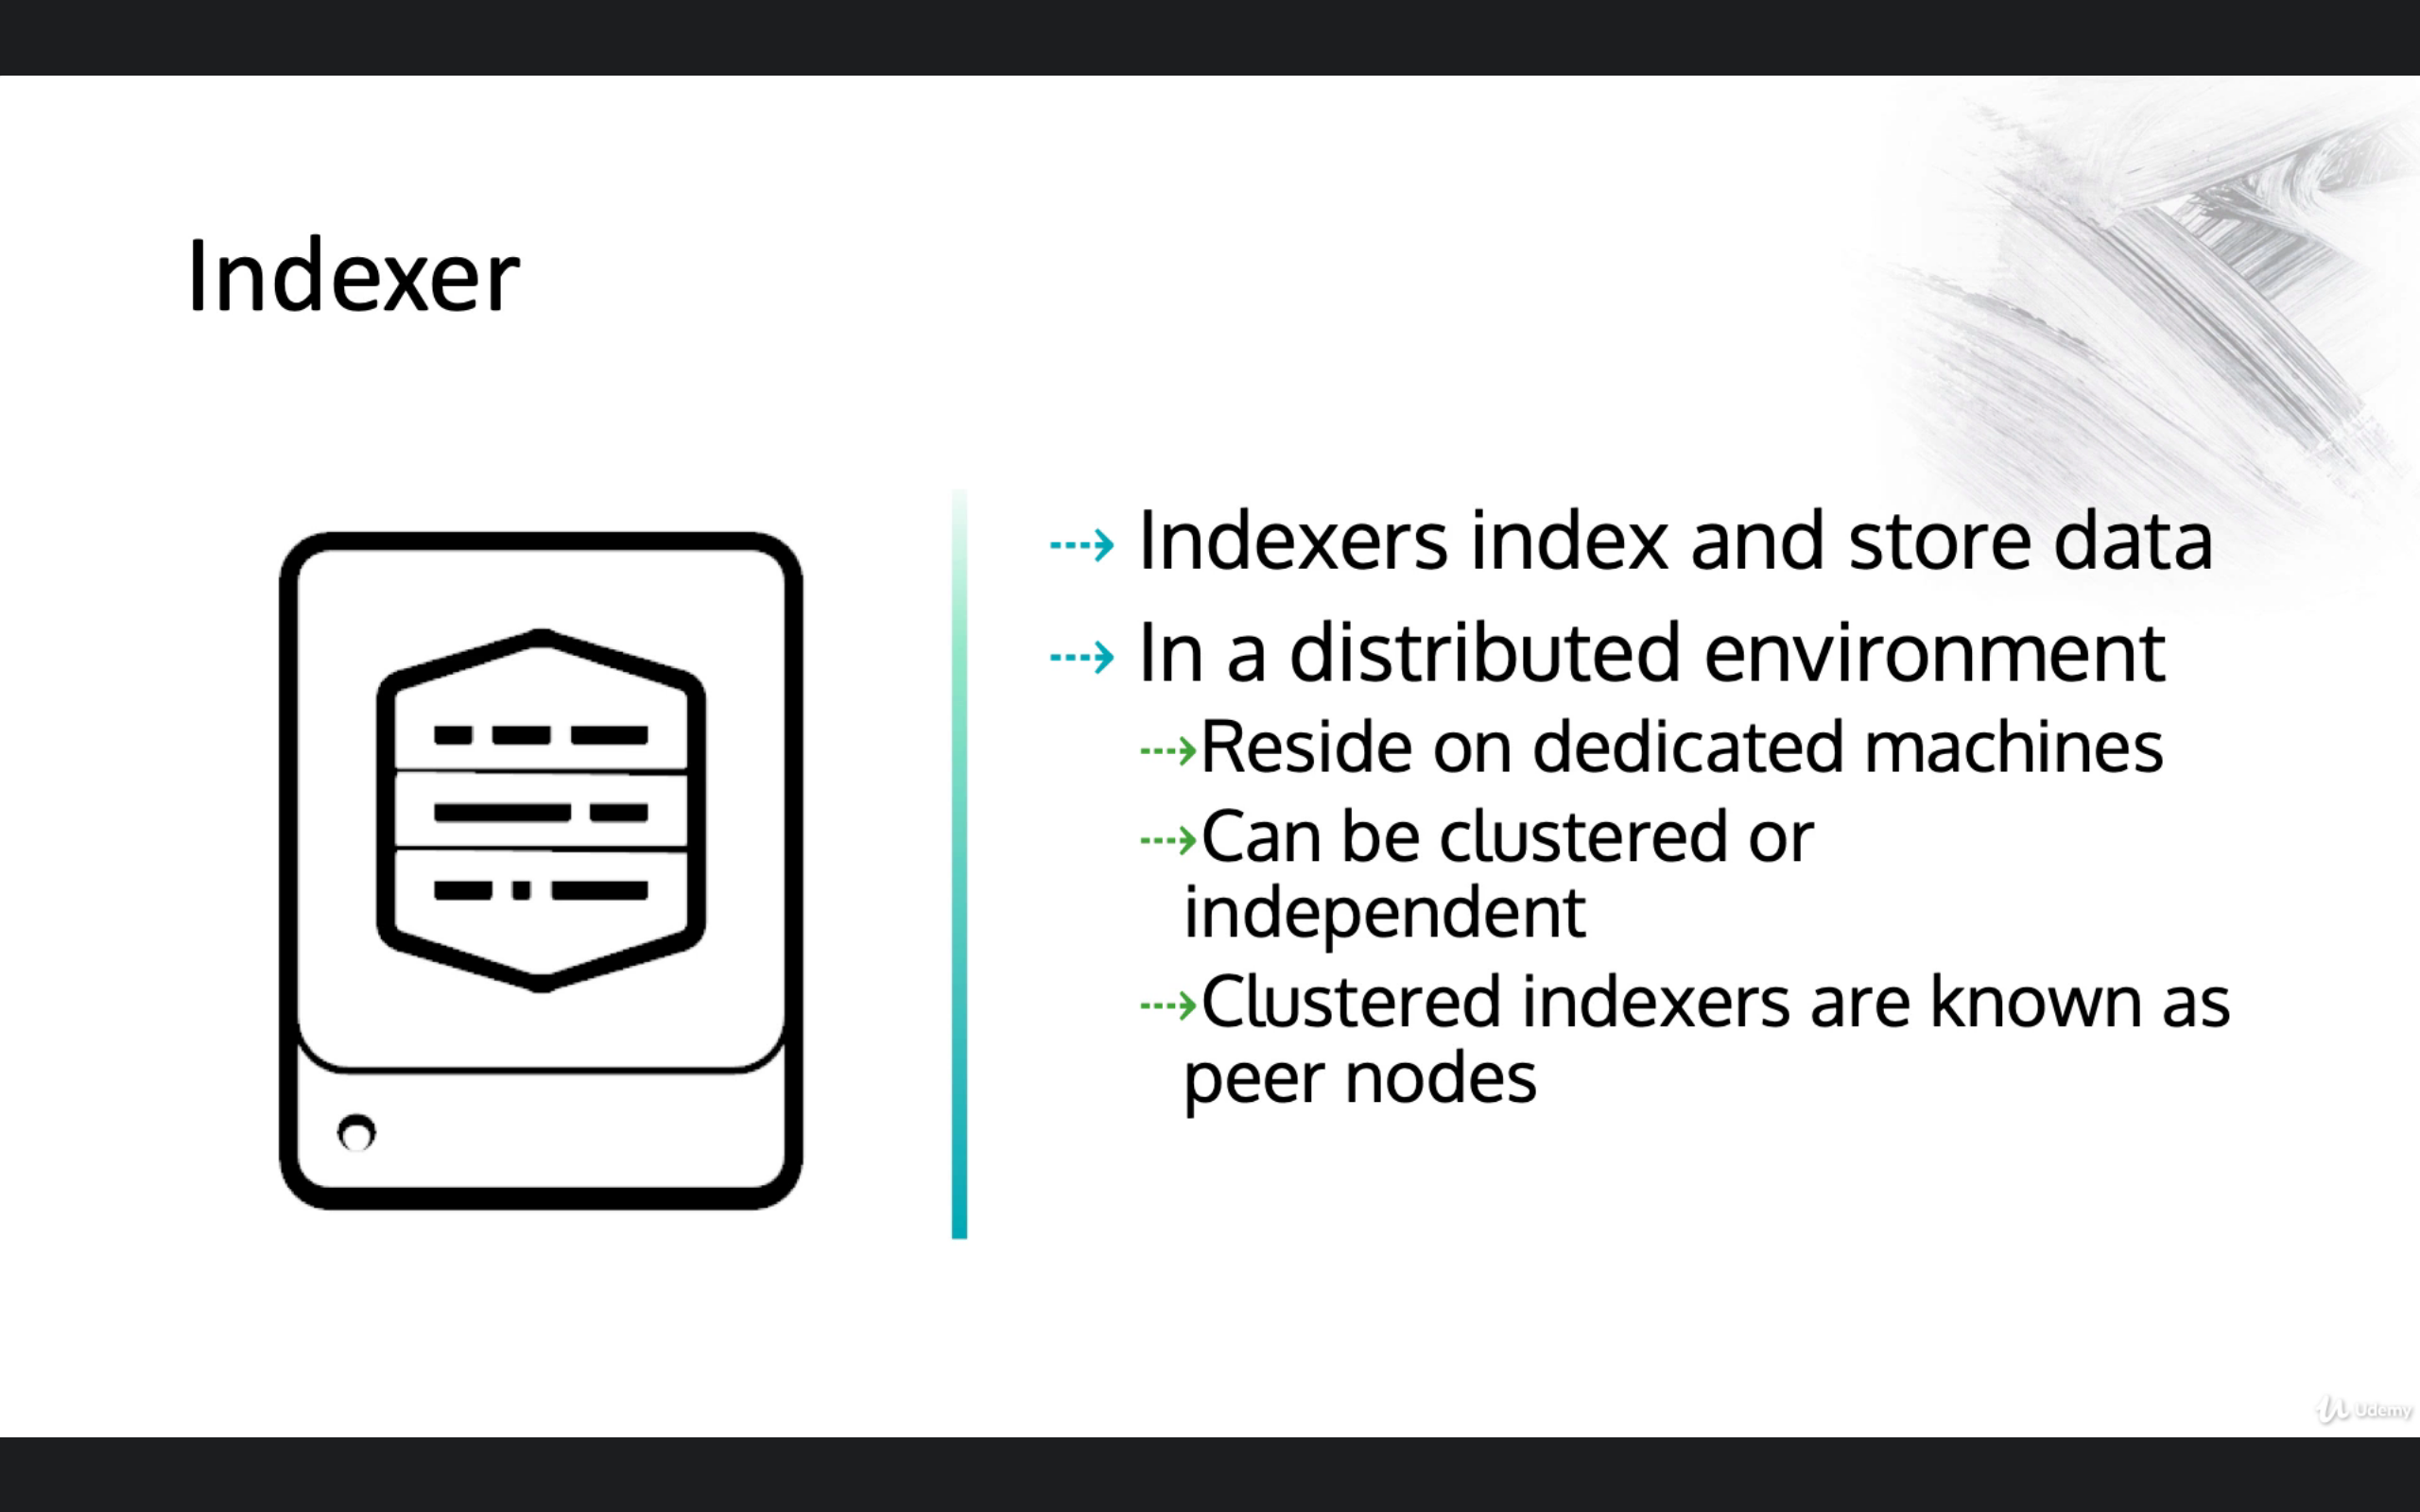 Indexer
Indexers index and store data
In a distributed environment
Reside on dedicated machines
Can be clustered or
independent
Clustered indexers are known as
peer nodes
Udemy